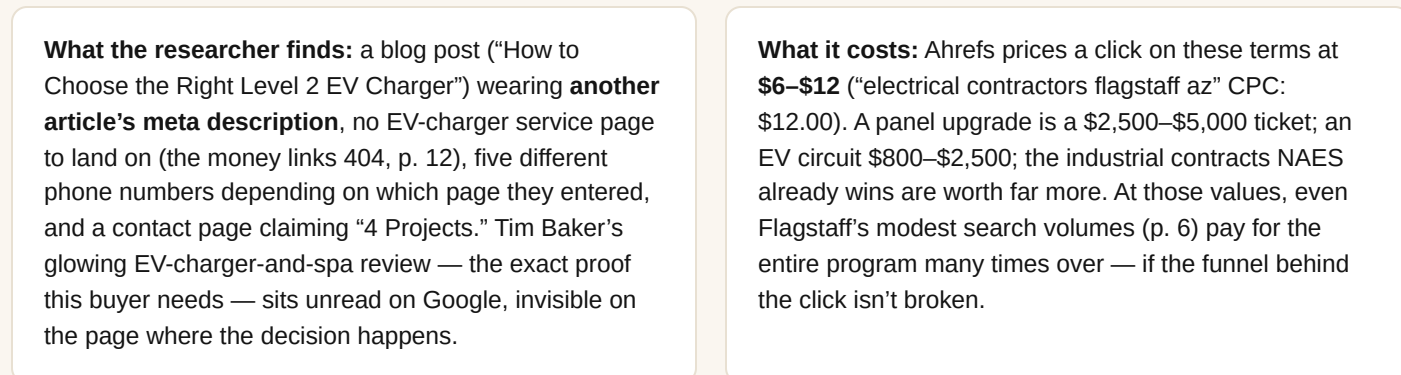 What the researcher finds: a blog post (“How to
Choose the Right Level 2 EV Charger”) wearing another
article’s meta description, no EV-charger service page
to land on (the money links 404, p. 12), five different
phone numbers depending on which page they entered,
and a contact page claiming “4 Projects.” Tim Baker’s
glowing EV-charger-and-spa review — the exact proof
this buyer needs — sits unread on Google, invisible on
the page where the decision happens.
What it costs: Ahrefs prices a click on these terms at
$6–$12 (“electrical contractors flagstaff az” CPC:
$12.00). A panel upgrade is a $2,500–$5,000 ticket; an
EV circuit $800–$2,500; the industrial contracts NAES
already wins are worth far more. At those values, even
Flagstaff’s modest search volumes (p. 6) pay for the
entire program many times over — if the funnel behind
the click isn’t broken.